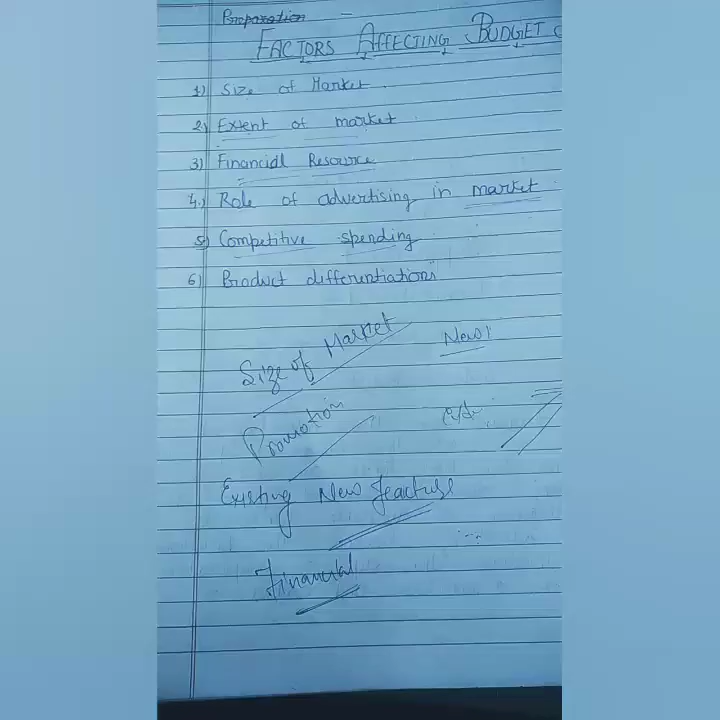 Preparation -
FACTORS AFFECTING BUDGET
1) Size of Market
2) Extent of market
3) Financial Resource
4.) Role of advertising in market
5) Competitive spending
6) Product differentiations
Size of Market
New!
Promotion
Existing New feacture
Financial